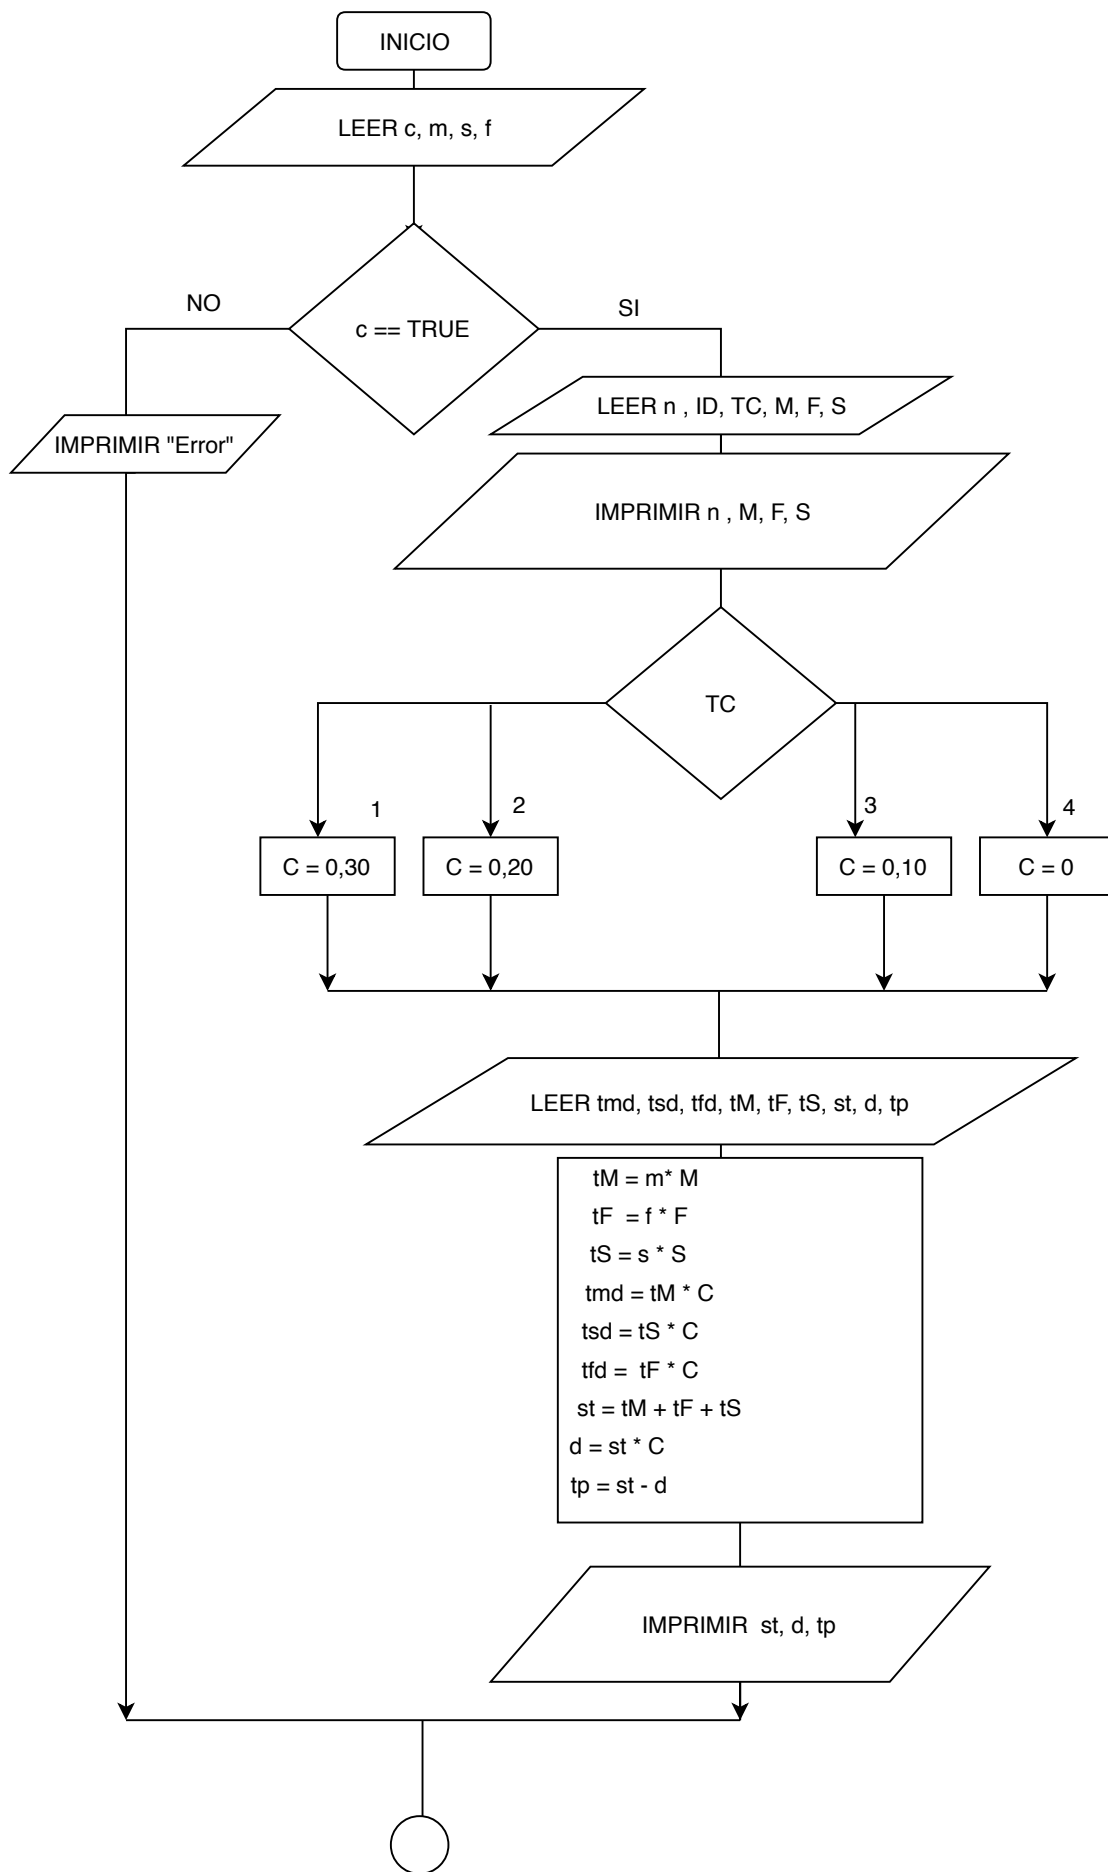 INICIO
LEER c, m, s, f
NO
SI
c == TRUE
LEER n , ID, TC, M, F, S
IMPRIMIR "Error"
IMPRIMIR n , M, F, S
TC
1
2
3
4
C = 0,30
C = 0,20
C = 0,10
C = 0
LEER tmd, tsd, tfd, tM, tF, tS, st, d, tp
tM = m* M
tF  = f * F
tS = s * S
tmd = tM * C
tsd = tS * C
tfd =  tF * C
st = tM + tF + tS
d = st * C
tp = st - d
IMPRIMIR  st, d, tp